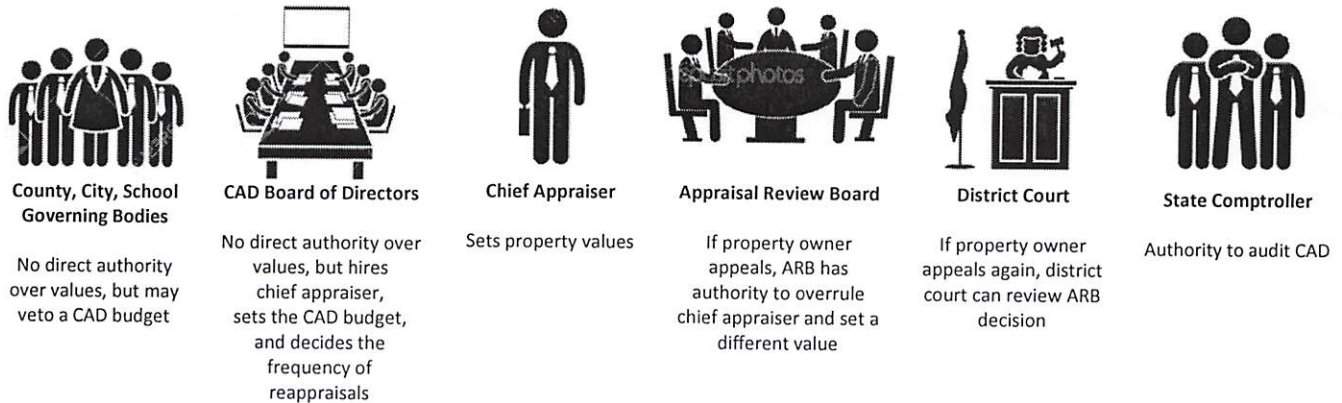 County, City, School
Governing Bodies
No direct authority
over values, but may
veto a CAD budget
CAD Board of Directors
No direct authority over
values, but hires
chief appraiser,
sets the CAD budget,
and decides the
frequency of
reappraisals
Chief Appraiser
Sets property values
photos
Appraisal Review Board
If property owner
appeals, ARB has
authority to overrule
chief appraiser and set a
different value
District Court
If property owner
appeals again, district
court can review ARB
decision
State Comptroller
Authority to audit CAD